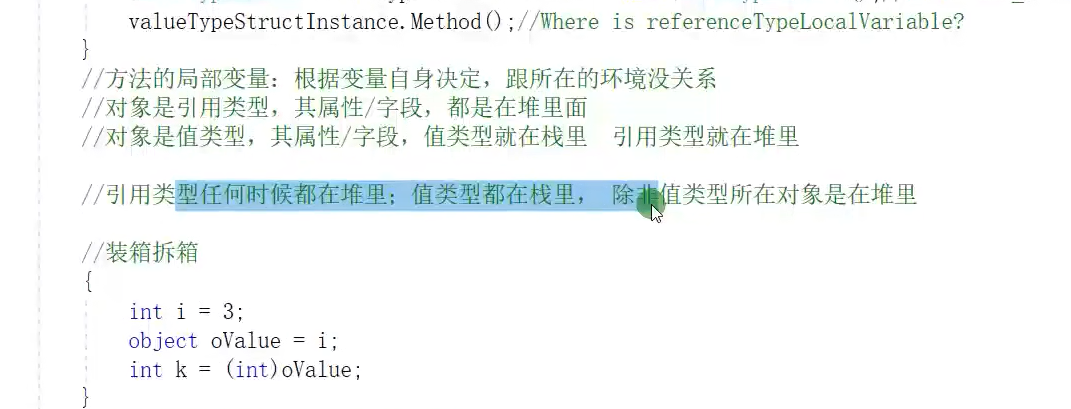 valueTypeStructInstance.Method();//Where is referenceTypeLocalVariable?
}
//方法的局部变量：根据变量自身决定，跟所在的环境没关系
//对象是引用类型，其属性/字段，都是在堆里面
//对象是值类型，其属性/字段，值类型就在栈里  引用类型就在堆里
//引用类型任何时候都在堆里；值类型都在栈里， 除非值类型所在对象是在堆里
//装箱拆箱
{
int i = 3;
object oValue = i;
int k = (int)oValue;
}